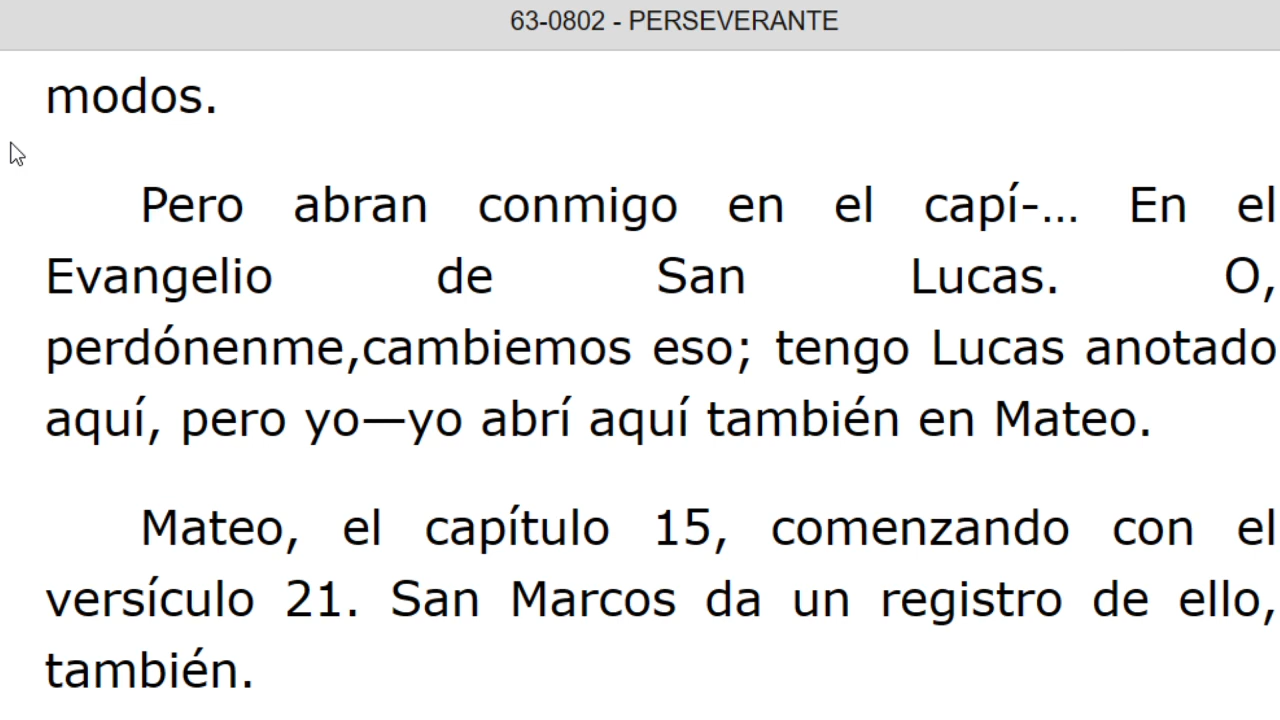 63-0802 - PERSEVERANTE
modos.
Pero abran conmigo en el capí-… En el
Evangelio de San Lucas. O,
perdónenme,cambiemos eso; tengo Lucas anotado
aquí, pero yo—yo abrí aquí también en Mateo.
Mateo, el capítulo 15, comenzando con el
versículo 21. San Marcos da un registro de ello,
también.